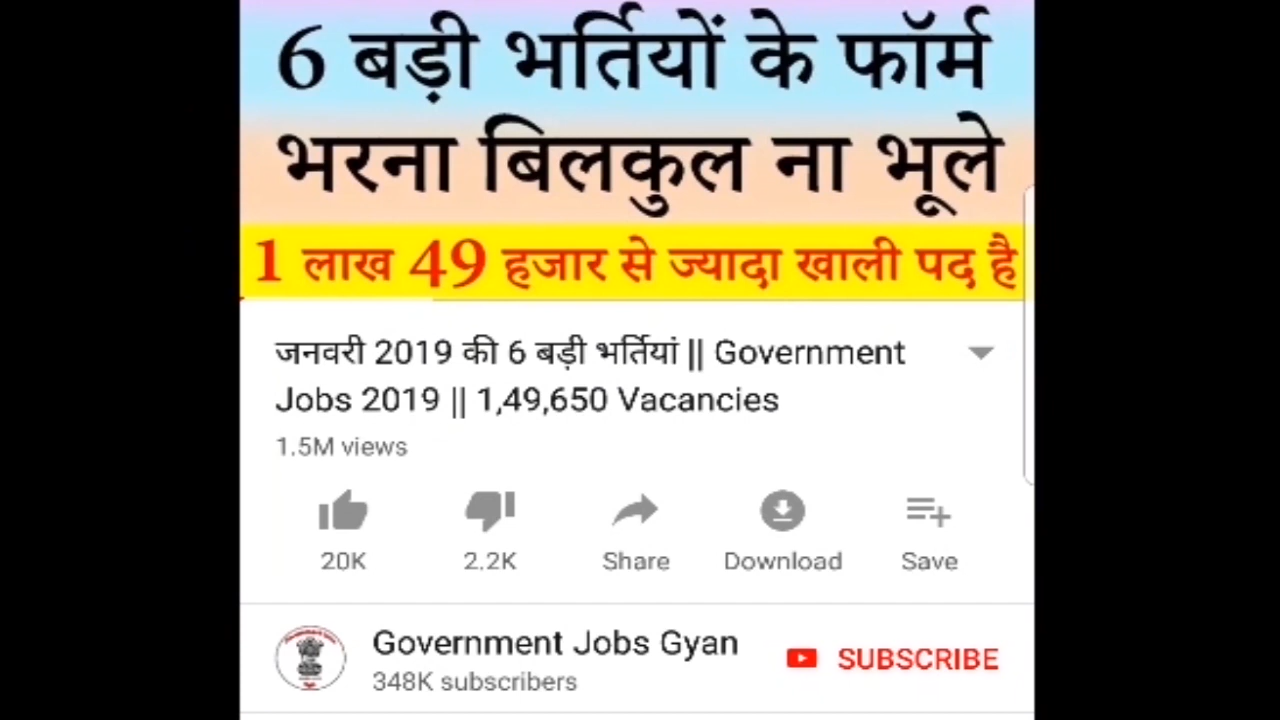 6 बड़ी भर्तियों के फॉर्म
भरना बिलकुल ना भूले
1 लाख 49 हजार से ज्यादा खाली पद है
जनवरी 2019 की 6 बड़ी भर्तियां || Government
Jobs 2019 || 1,49,650 Vacancies
1.5M views
20K 2.2K Share Download Save
Government Jobs Gyan
SUBSCRIBE
348K subscribers